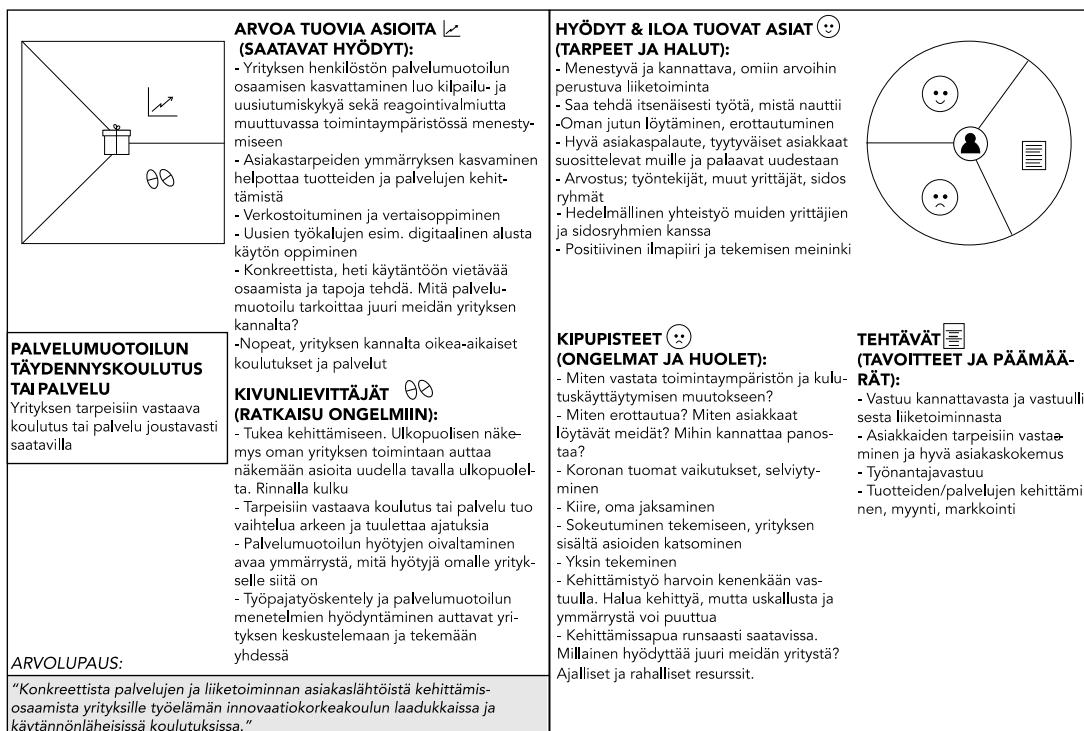 ARVOA TUOVIA ASIOITA
(SAATAVAT HYÖDYT):
- Yrityksen henkilöstön palvelumuotoilun
osaamisen kasvattaminen luo kilpailu- ja
uusiutumiskykyä sekä reagointivalmiutta
muuttuvassa toimintaympäristössä menesty-
miseen
- Asiakastarpeiden ymmärryksen kasvaminen
helpottaa tuotteiden ja palvelujen kehit-
tämistä
- Verkostoituminen ja vertaisoppiminen
- Uusien työkalujen esim. digitaalinen alusta
käytön oppiminen
- Konkreettista, heti käytäntöön vietävää
osaamista ja tapoja tehdä. Mitä palvelu-
muotoilu tarkoittaa juuri meidän yrityksen
kannalta?
-Nopeat, yrityksen kannalta oikea-aikaiset
koulutukset ja palvelut
PALVELUMUOTOILUN
TÄYDENNYSKOULUTUS
TAI PALVELU
Yrityksen tarpeisiin vastaava
koulutus tai palvelu joustavasti
saatavilla
KIVUNLIEVITTÄJÄT
(RATKAISU ONGELMIIN):
- Tukea kehittämiseen. Ulkopuolisen näke-
mys oman yrityksen toimintaan auttaa
näkemään asioita uudella tavalla ulkopuolel-
ta. Rinnalla kulku
- Tarpeisiin vastaava koulutus tai palvelu tuo
vaihtelua arkeen ja tuulettaa ajatuksia
- Palvelumuotoilun hyötyjen oivaltaminen
avaa ymmärrystä, mitä hyötyjä omalle yrityk-
selle siitä on
- Työpajatyöskentely ja palvelumuotoilun
menetelmien hyödyntäminen auttavat yri-
tyksen keskustelemaan ja tekemään
yhdessä
ARVOLUPAUS:
"Konkreettista palvelujen ja liiketoiminnan asiakaslähtöistä kehittämis-
osaamista yrityksille työelämän innovaatiokorkeakoulun laadukkaissa ja
käytännönläheisissä koulutuksissa."
HYÖDYT & ILOA TUOVAT ASIAT
(TARPEET JA HALUT):
- Menestyvä ja kannattava, omiin arvoihin
perustuva liiketoiminta
- Saa tehdä itsenäisesti työtä, mistä nauttii
-Oman jutun löytäminen, erottautuminen
- Hyvä asiakaspalaute, tyytyväiset asiakkaat
suosittelevat muille ja palaavat uudestaan
- Arvostus; työntekijät, muut yrittäjät, sidos
ryhmät
- Hedelmällinen yhteistyö muiden yrittäjien
ja sidosryhmien kanssa
- Positiivinen ilmapiiri ja tekemisen meininki
KIPUPISTEET
(ONGELMAT JA HUOLET):
- Miten vastata toimintaympäristön ja kulu-
tuskäyttäytymisen muutokseen?
- Miten erottautua? Miten asiakkaat
löytävät meidät? Mihin kannattaa panos-
taa?
- Koronan tuomat vaikutukset, selviyty-
minen
- Kiire, oma jaksaminen
- Sokeutuminen tekemiseen, yrityksen
sisältä asioiden katsominen
- Yksin tekeminen
- Kehittämistyö harvoin kenenkään vas-
tuulla. Halua kehittyä, mutta uskallusta ja
ymmärrystä voi puuttua
- Kehittämissapua runsaasti saatavissa.
Millainen hyödyttää juuri meidän yritystä?
Ajalliset ja rahalliset resurssit.
TEHTÄVÄT
(TAVOITTEET JA PÄÄMÄÄ-
RÄT):
- Vastuu kannattavasta ja vastuulli
sesta liiketoiminnasta
- Asiakkaiden tarpeisiin vastaa-
minen ja hyvä asiakaskokemus
- Työnantajavastuu
- Tuotteiden/palvelujen kehittämi
nen, myynti, markkointi